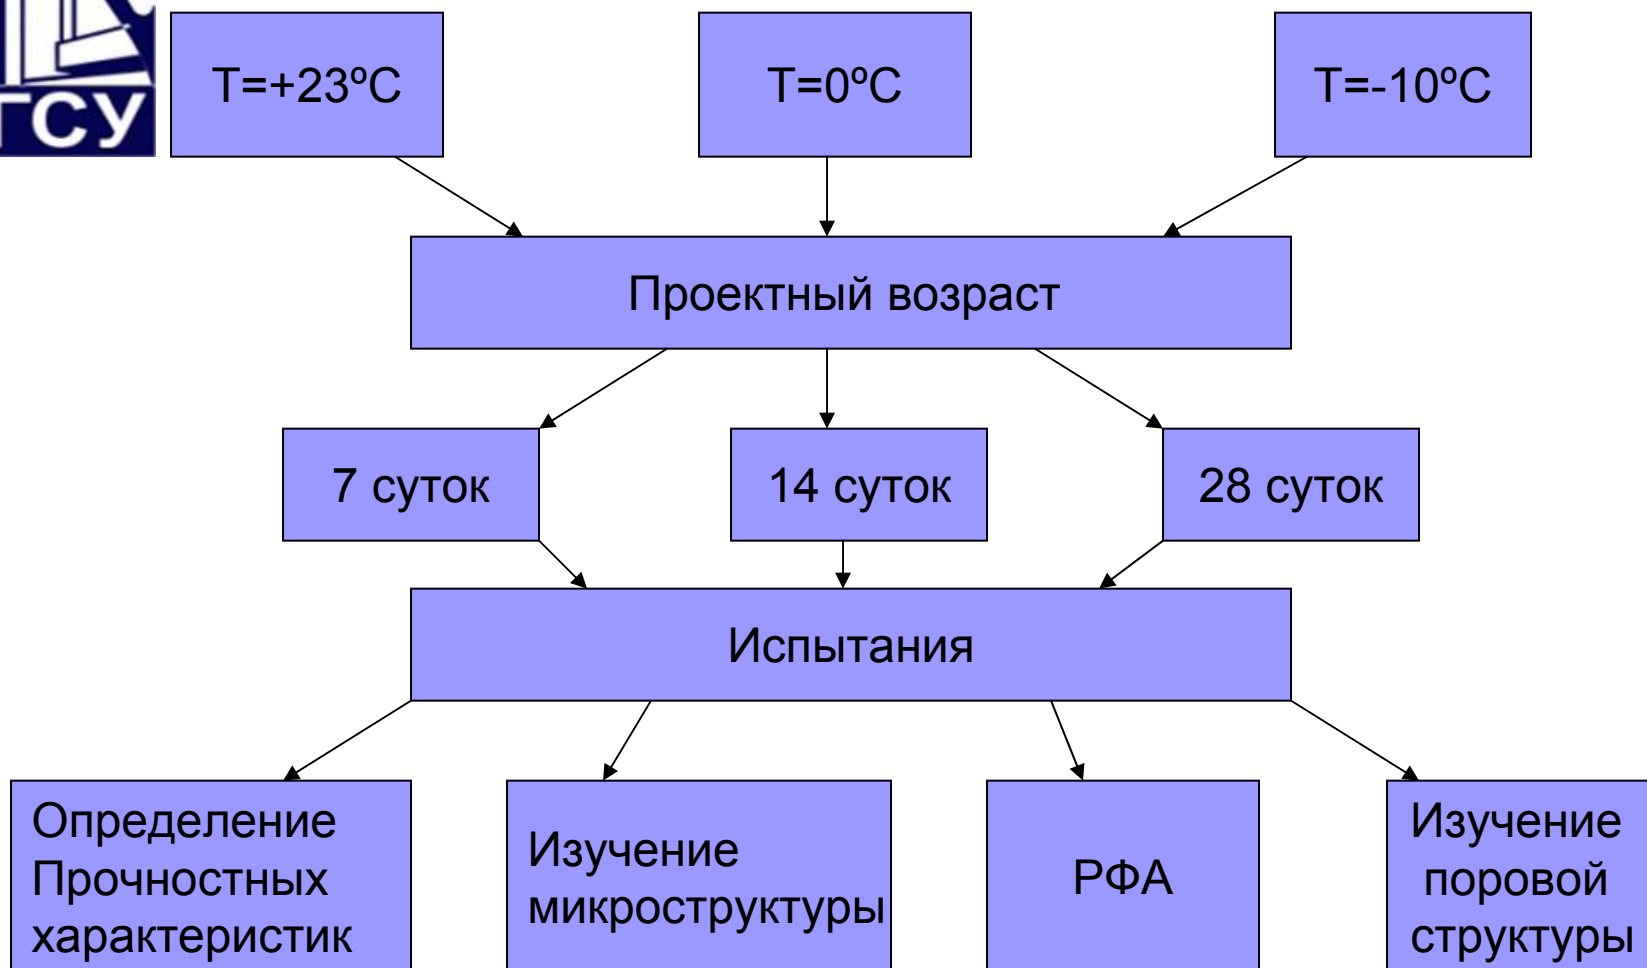 ГСУ
T=+23ºC
T=0ºC
T=-10ºC
Проектный возраст
7 суток
14 суток
28 суток
Испытания
Определение
Прочностных
характеристик
Изучение
микроструктуры
РФА
Изучение
поровой
структуры